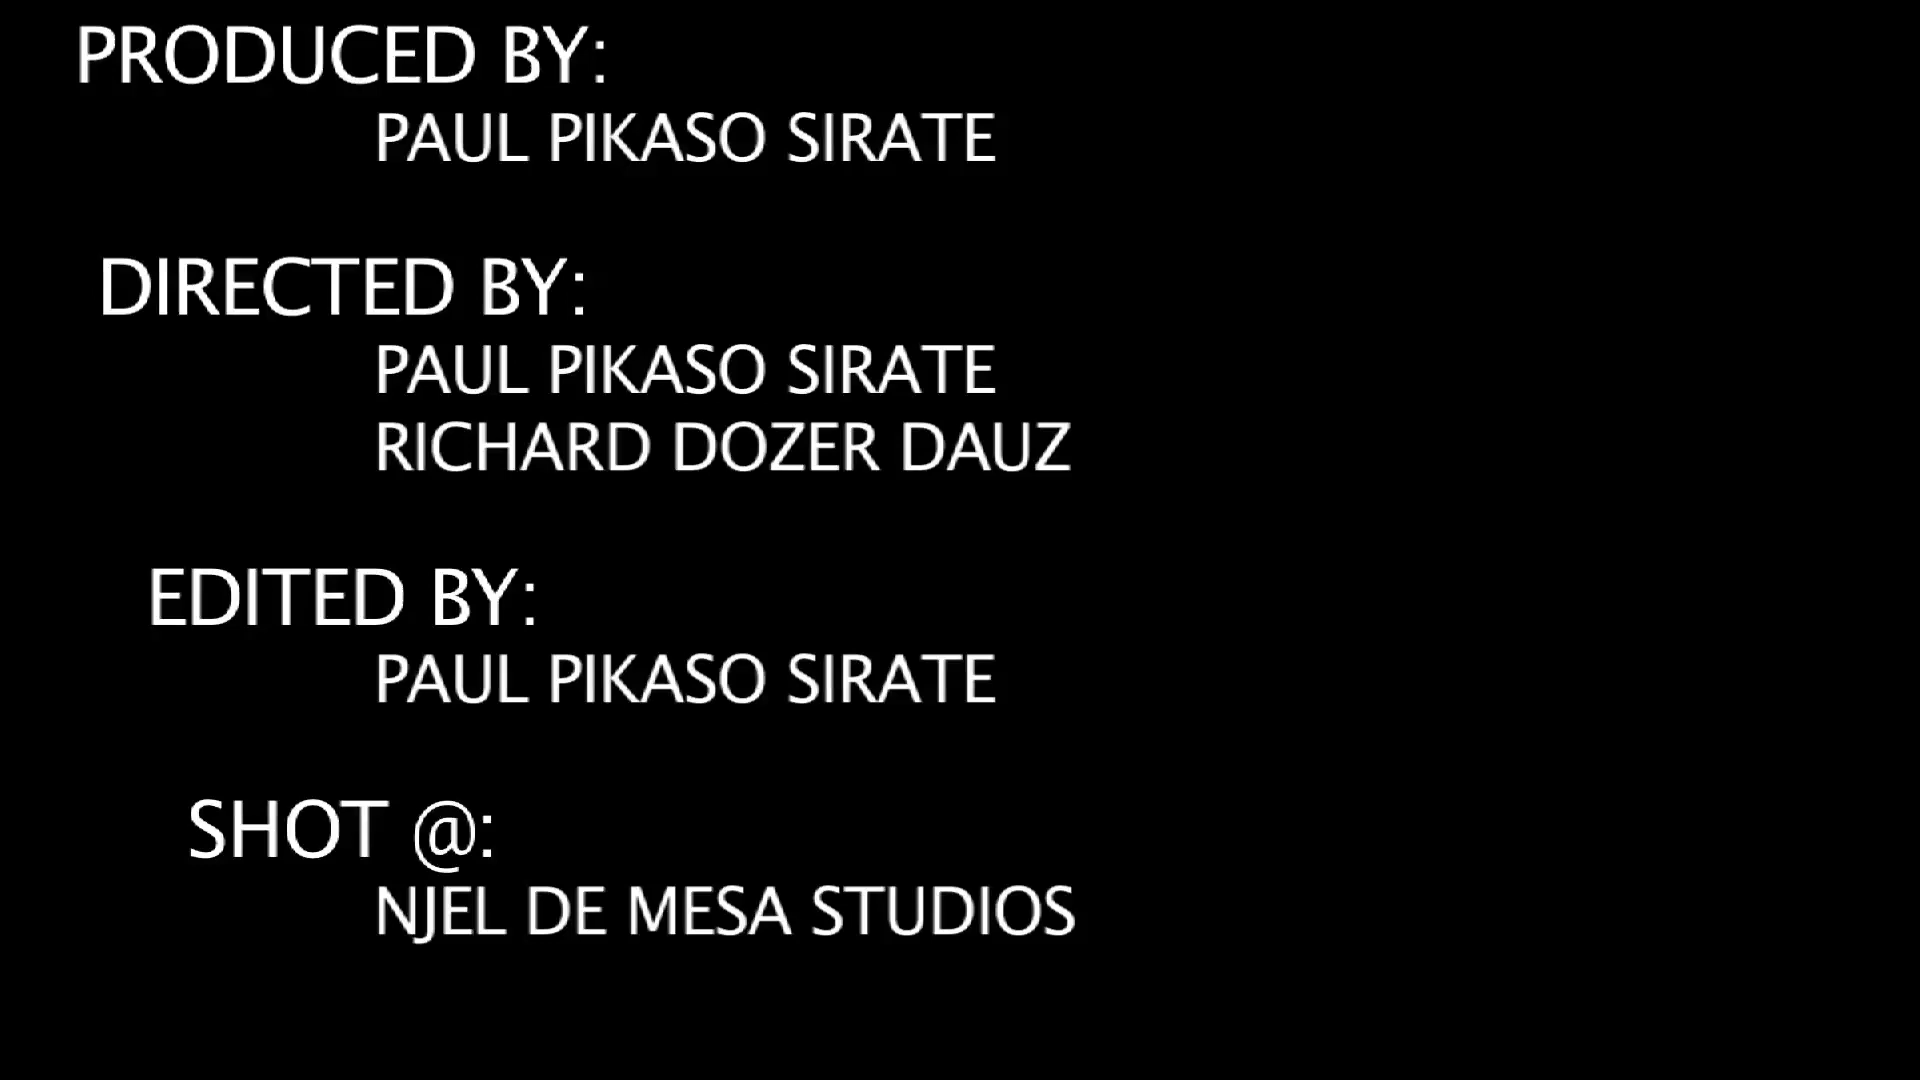 PRODUCED BY:
PAUL PIKASO SIRATE
DIRECTED BY:
PAUL PIKASO SIRATE
RICHARD DOZER DAUZ
EDITED BY:
PAUL PIKASO SIRATE
SHOT @:
NJEL DE MESA STUDIOS